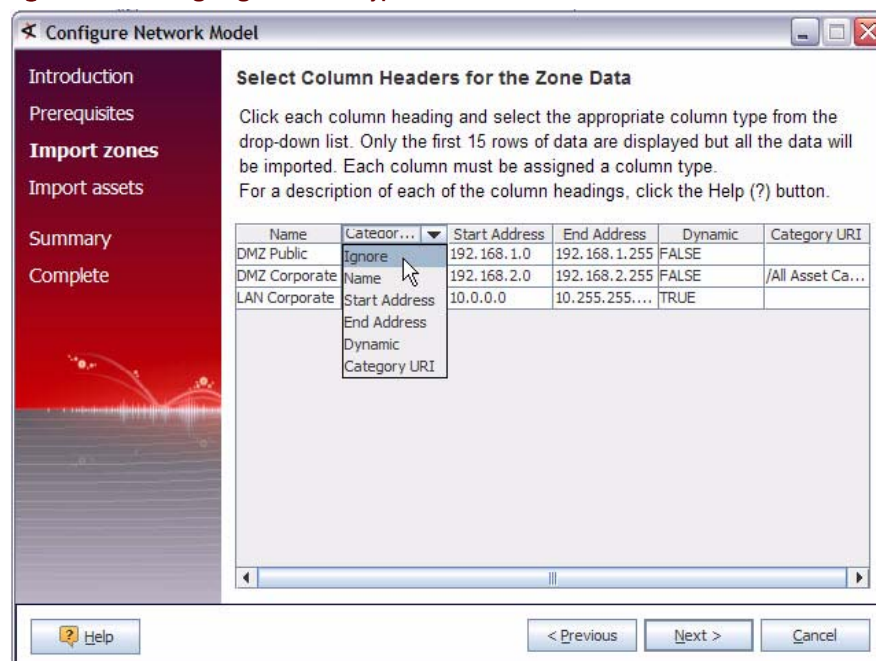 Configure Network Model
Introduction
Prerequisites
Import zones
Import assets
Summary
Complete
Select Column Headers for the Zone Data
Click each column heading and select the appropriate column type from the
drop-down list. Only the first 15 rows of data are displayed but all the data will
be imported. Each column must be assigned a column type.
For a description of each of the column headings, click the Help (?) button.
Name Categor... Start Address End Address Dynamic Category URI
DMZ Public 192.168.1.0 192.168.1.255 FALSE
DMZ Corporate 192.168.2.0 192.168.2.255 FALSE /All Asset Ca...
LAN Corporate 10.0.0.0 10.255.255.... TRUE
Ignore
Name
Start Address
End Address
Dynamic
Category URI
? Help
< Previous Next > Cancel